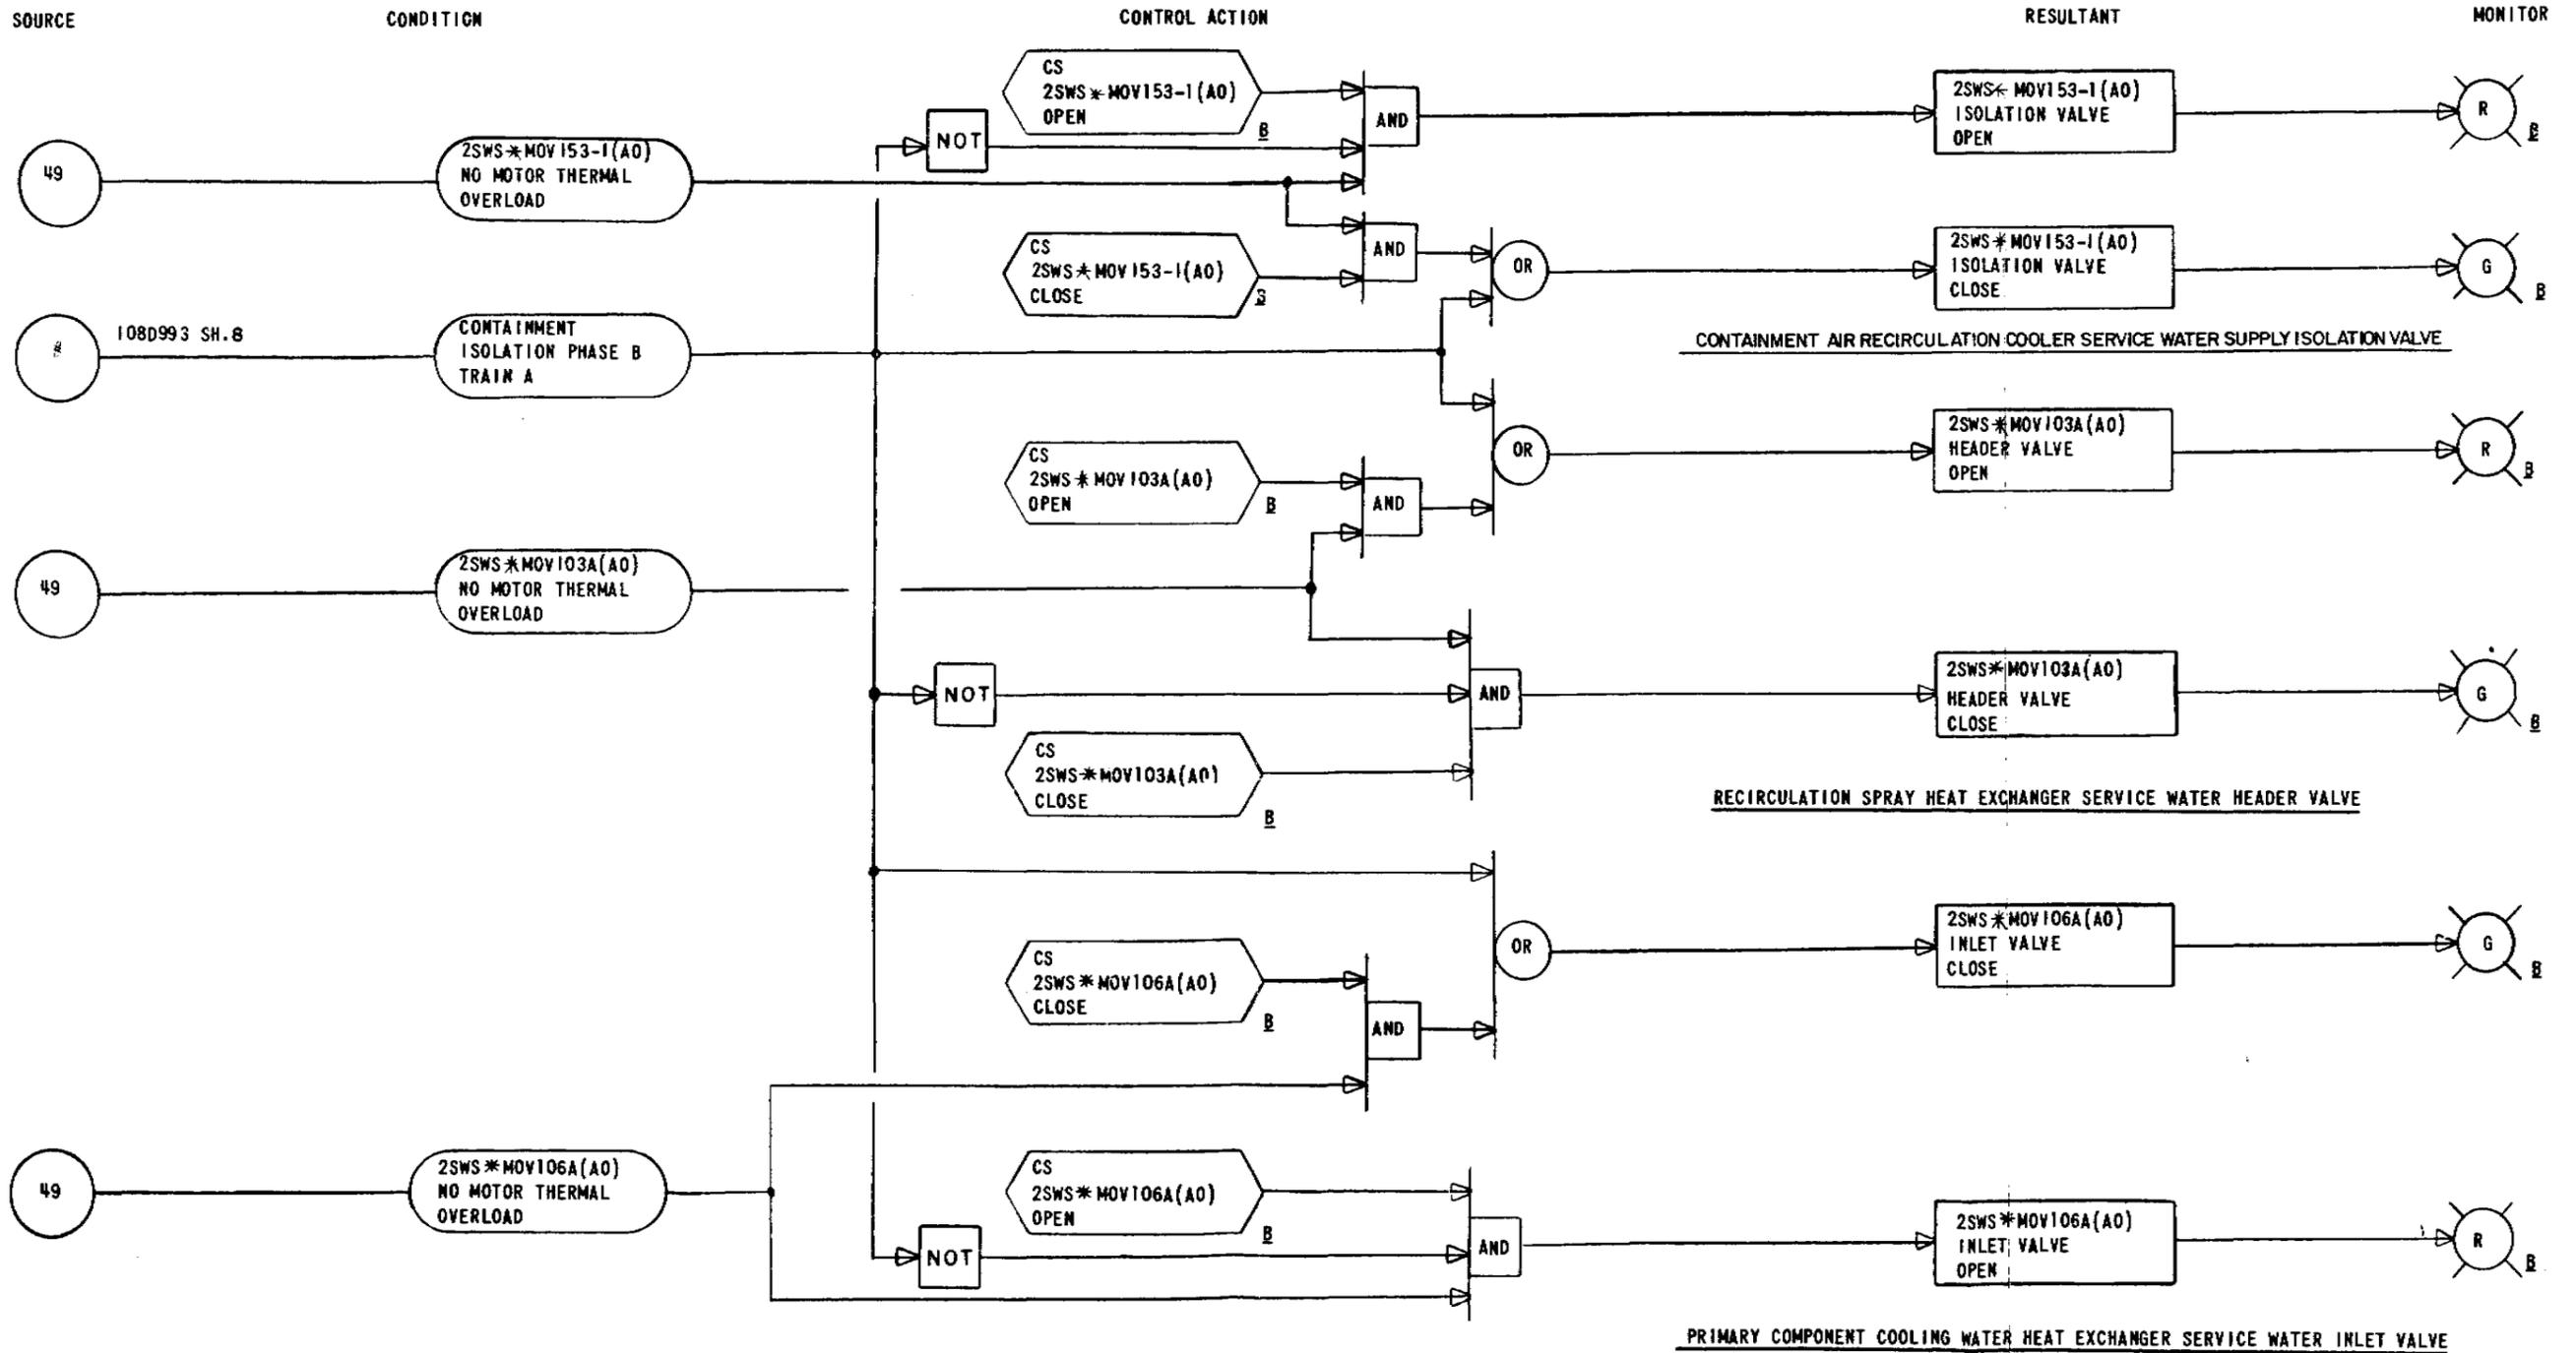 SOURCE
CONDITION
CONTROL ACTION
RESULTANT
MONITOR
CS
2SWS*MOV153-1(AO)
OPEN
B
AND
NOT
2SWS*MOV153-1(AO)
ISOLATION VALVE
OPEN
R
B
49
2SWS*MOV153-1(AO)
NO MOTOR THERMAL
OVERLOAD
CS
2SWS*MOV153-1(AO)
CLOSE
AND
OR
2SWS*MOV153-1(AO)
ISOLATION VALVE
CLOSE
G
B
CONTAINMENT AIR RECIRCULATION COOLER SERVICE WATER SUPPLY ISOLATION VALVE
108D993 SH.8
CONTAINMENT
ISOLATION PHASE B
TRAIN A
CS
2SWS*MOV103A(AO)
OPEN
B
AND
OR
2SWS*MOV103A(AO)
HEADER VALVE
OPEN
R
B
49
2SWS*MOV103A(AO)
NO MOTOR THERMAL
OVERLOAD
NOT
AND
2SWS*MOV103A(AO)
HEADER VALVE
CLOSE
G
B
CS
2SWS*MOV103A(AO)
CLOSE
B
RECIRCULATION SPRAY HEAT EXCHANGER SERVICE WATER HEADER VALVE
CS
2SWS*MOV106A(AO)
CLOSE
B
AND
OR
2SWS*MOV106A(AO)
INLET VALVE
CLOSE
G
B
49
2SWS*MOV106A(AO)
NO MOTOR THERMAL
OVERLOAD
CS
2SWS*MOV106A(AO)
OPEN
B
NOT
AND
2SWS*MOV106A(AO)
INLET VALVE
OPEN
R
B
PRIMARY COMPONENT COOLING WATER HEAT EXCHANGER SERVICE WATER INLET VALVE